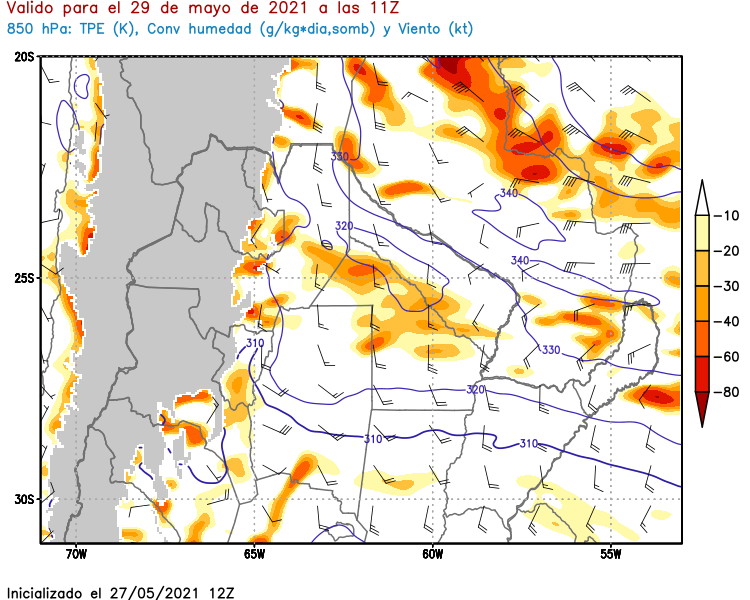 Valido para el 29 de mayo de 2021 a las 11Z
850 hPa: TPE (K), Conv humedad (g/kg*dia,somb) y Viento (kt)
20S
330
340
320
340
-10
-20
25S
-30
-40
310
330
-60
320
-80
310
310
30S
70W 65W 60W 55W
Inicializado el 27/05/2021 12Z